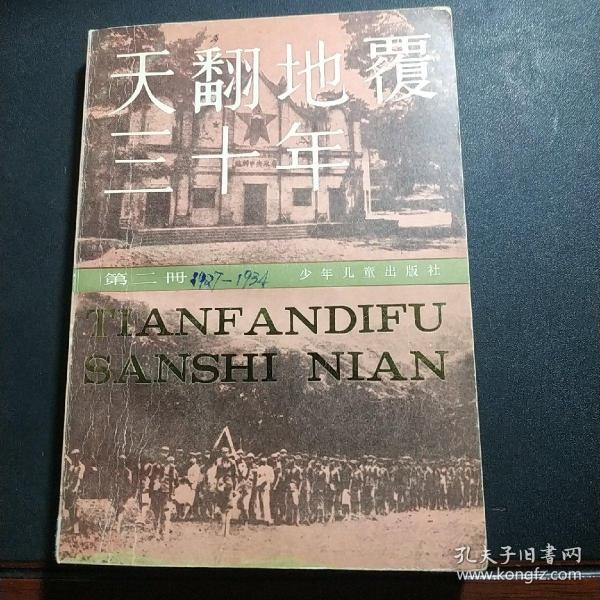 天翻地覆
三十年
第二册 1927-1934 少年儿童出版社
TIANFANDIFU
SANSHI NIAN
孔夫子旧书网
www.kongfz.com